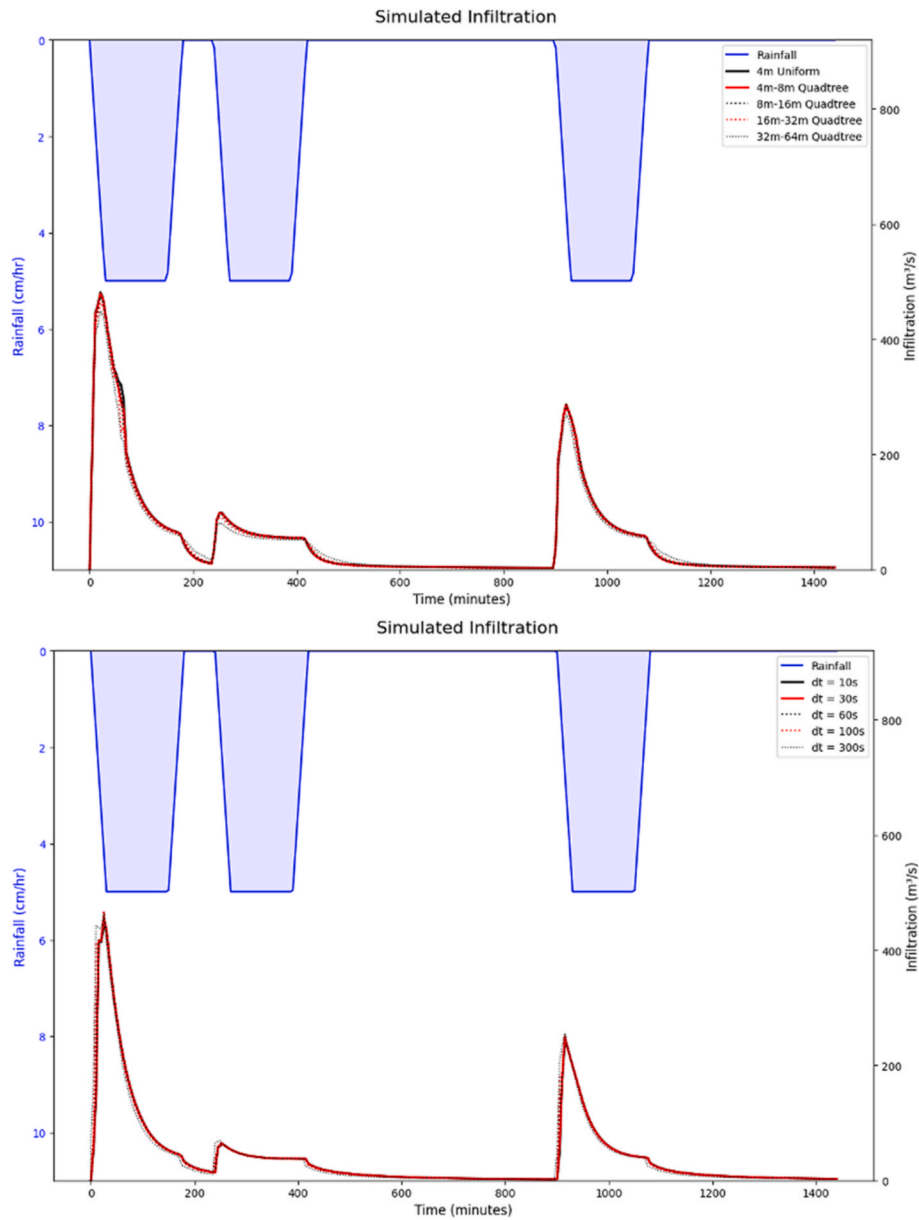 Simulated Infiltration
0
2
4
6
8
10
Rainfall (cm/hr)
Rainfall
4m Uniform
4m-8m Quadtree
8m-16m Quadtree
16m-32m Quadtree
32m-64m Quadtree
800
600
400
200
0
Infiltration (m³/s)
0 200 400 600 800 1000 1200 1400
Time (minutes)
Simulated Infiltration
0
2
4
6
8
10
Rainfall (cm/hr)
Rainfall
dt = 10s
dt = 30s
dt = 60s
dt = 100s
dt = 300s
800
600
400
200
0
Infiltration (m³/s)
0 200 400 600 800 1000 1200 1400
Time (minutes)